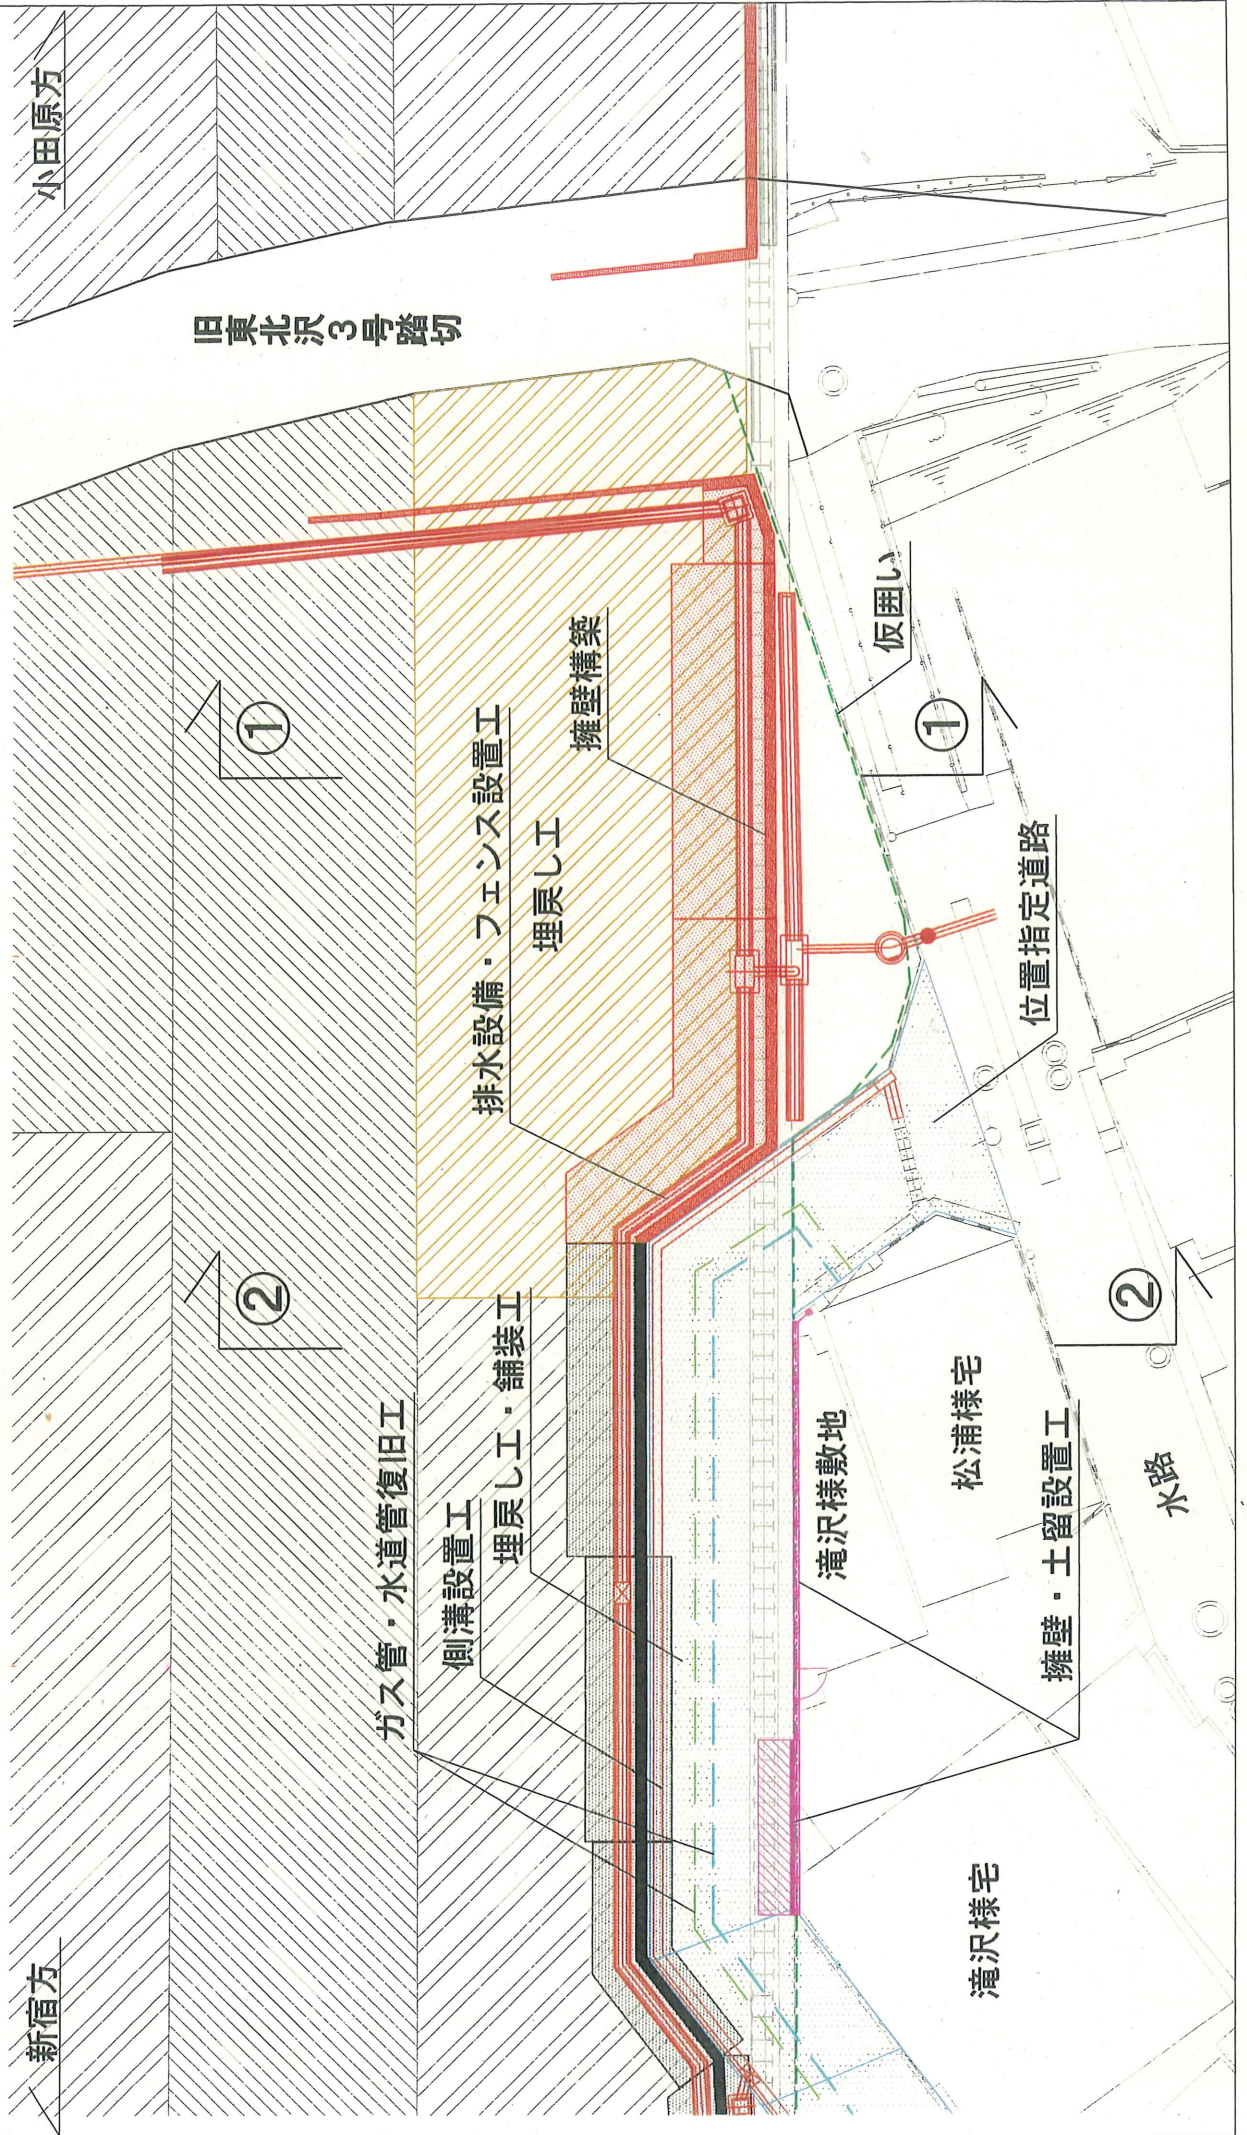 新宿方
小田原方
旧東北沢3号踏切
①
②
ガス管・水道管復旧工
側溝設置工
埋戻し工・舗装工
排水設備・フェンス設置工
埋戻し工
擁壁構築
仮囲い
①
位置指定道路
②
滝沢様敷地
松浦様宅
擁壁・土留設置工
水路
滝沢様宅